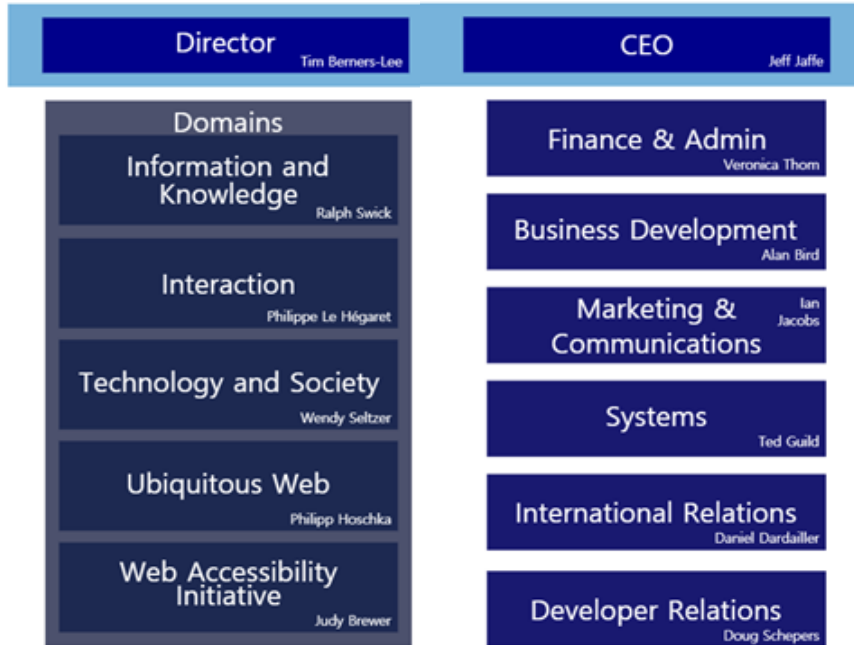 Director
Tim Berners-Lee
CEO
Jeff Jaffe
Domains
Information and
Knowledge
Ralph Swick
Interaction
Philippe Le Hégaret
Technology and Society
Wendy Seltzer
Ubiquitous Web
Philipp Hoschka
Web Accessibility
Initiative
Judy Brewer
Finance & Admin
Veronica Thom
Business Development
Alan Bird
Marketing &
Communications
Ian
Jacobs
Systems
Ted Guild
International Relations
Daniel Dardailler
Developer Relations
Doug Schepers